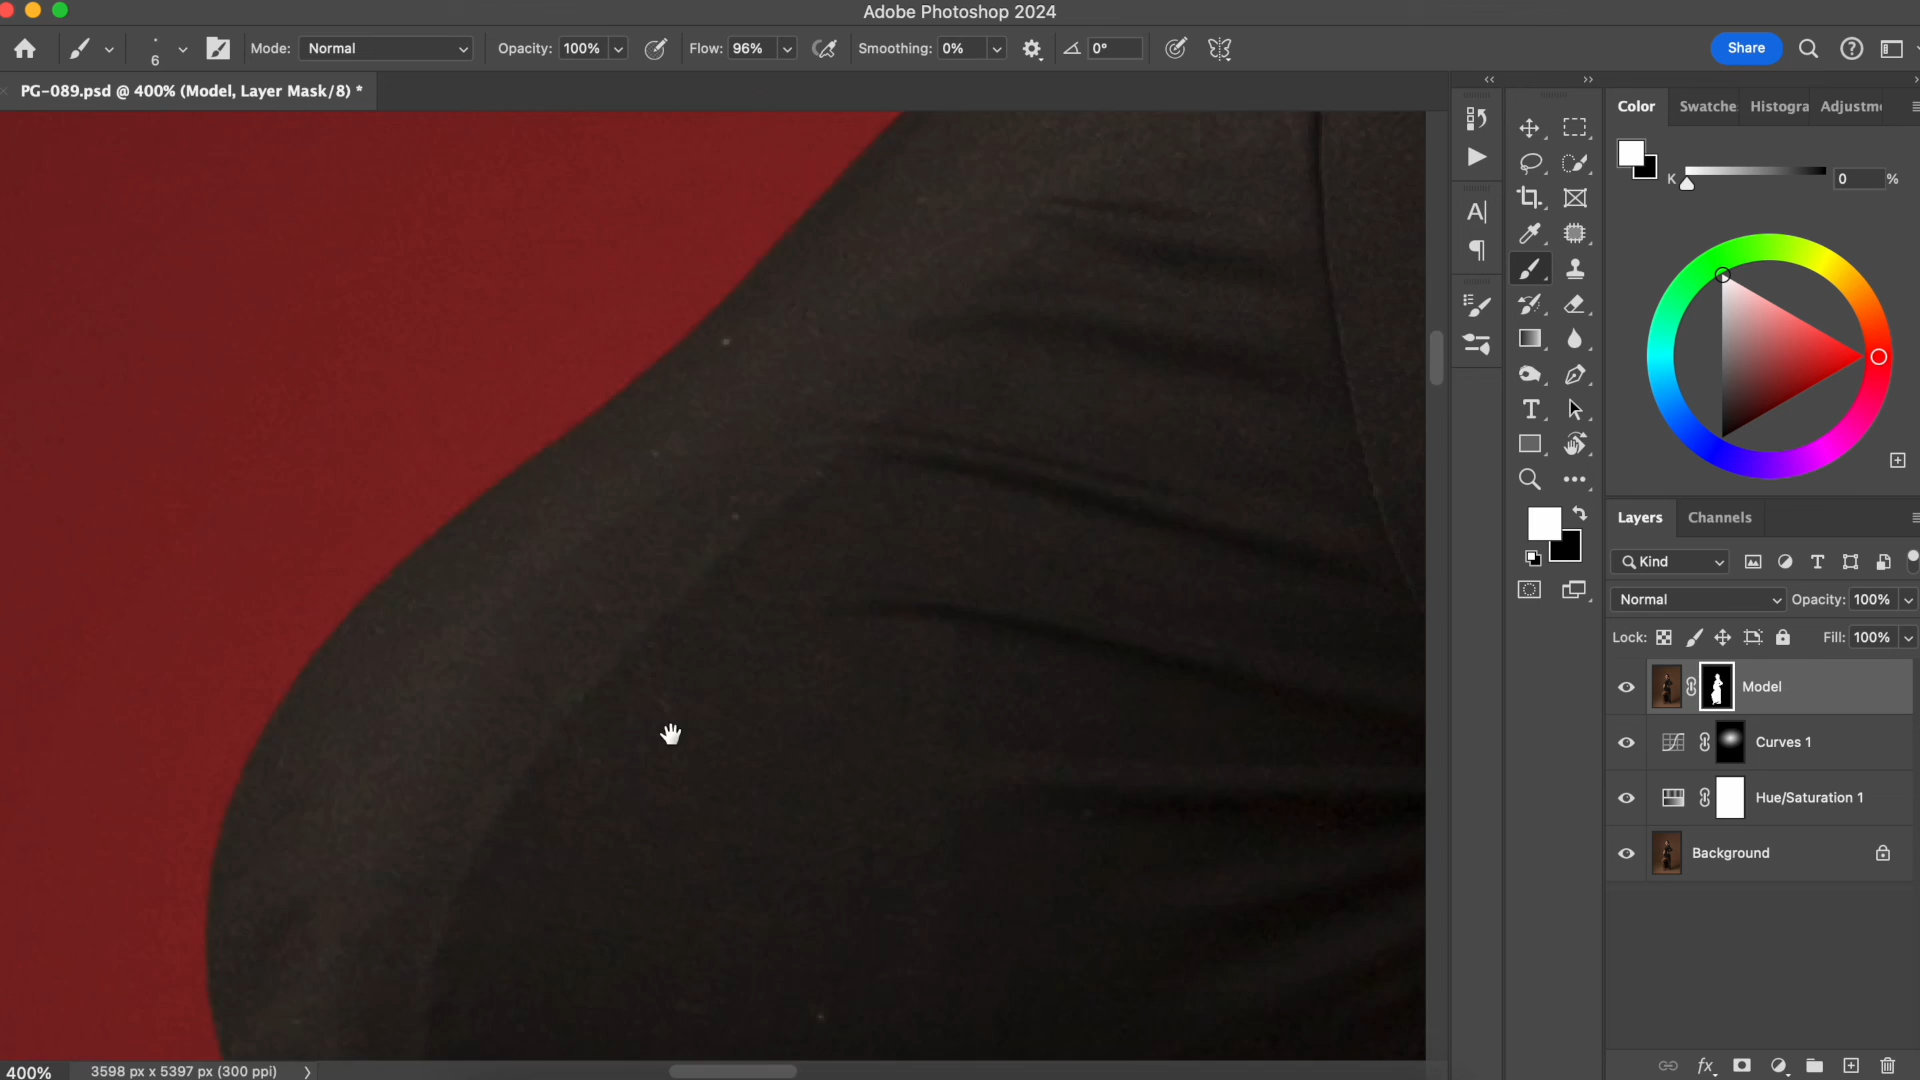 Adobe Photoshop 2024
6
Mode: Normal
Opacity: 100%
Flow: 96%
Smoothing: 0%
0°
Share
PG-089.psd @ 400% (Model, Layer Mask/8) *
Color
Swatche
Histogra
Adjustm
K
0 %
Layers
Channels
Kind
Normal
Opacity: 100%
Lock:
Fill: 100%
Model
Curves 1
Hue/Saturation 1
Background
fx
400%
3598 px x 5397 px (300 ppi)